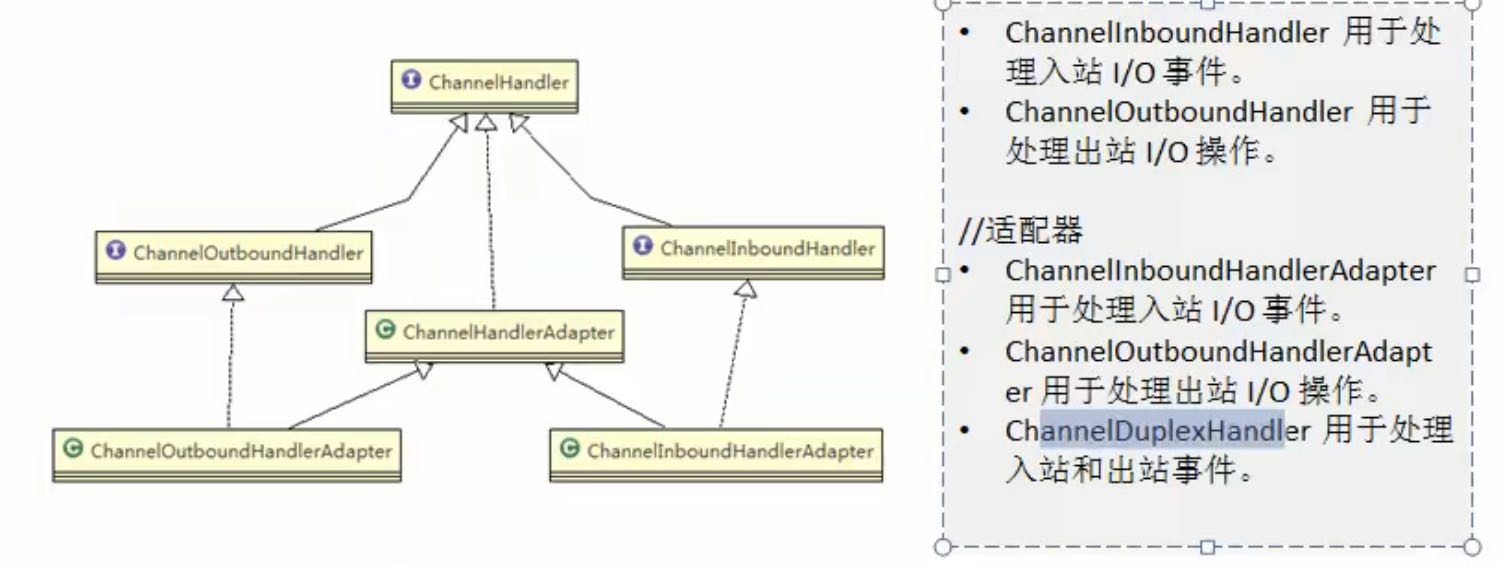 ChannelHandler
ChannelOutboundHandler
ChannelInboundHandler
ChannelHandlerAdapter
ChannelOutboundHandlerAdapter
ChannelInboundHandlerAdapter
• ChannelInboundHandler 用于处
理入站 I/O 事件。
• ChannelOutboundHandler 用于
处理出站 I/O 操作。
//适配器
• ChannelInboundHandlerAdapter
用于处理入站 I/O 事件。
• ChannelOutboundHandlerAdapt
er 用于处理出站 I/O 操作。
• ChannelDuplexHandler 用于处理
入站和出站事件。